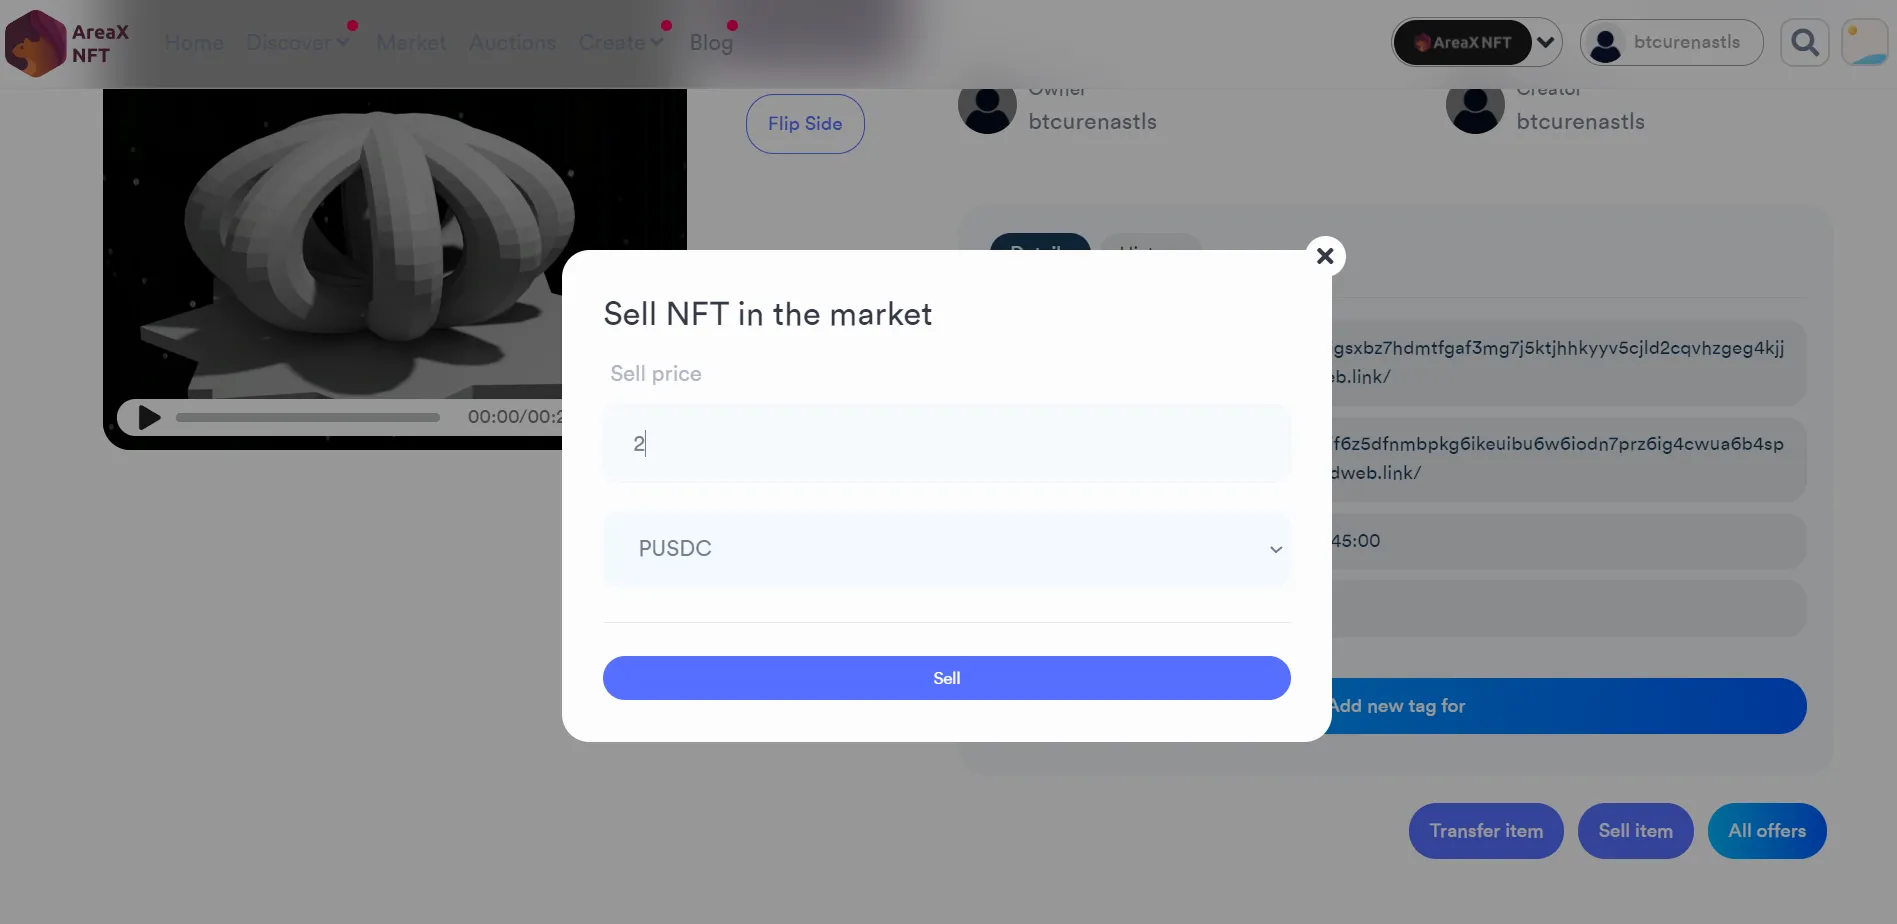 AreaX
NFT
Home
Discover
Market
Auctions
Create
Blog
AreaX NFT
btcurenastls
Flip Side
Owner
btcurenastls
Creator
btcurenastls
Sell NFT in the market
Sell price
2
PUSDC
Sell
gsxbz7hdmtfgaf3mg7j5ktjhhkyyv5cjld2cqvhzgeg4kjj
eb.link/
f6z5dfnmbpkg6ikeuibu6w6iodn7prz6ig4cwua6b4sp
dweb.link/
45:00
Add new tag for
00:00/00:2
Transfer item
Sell item
All offers